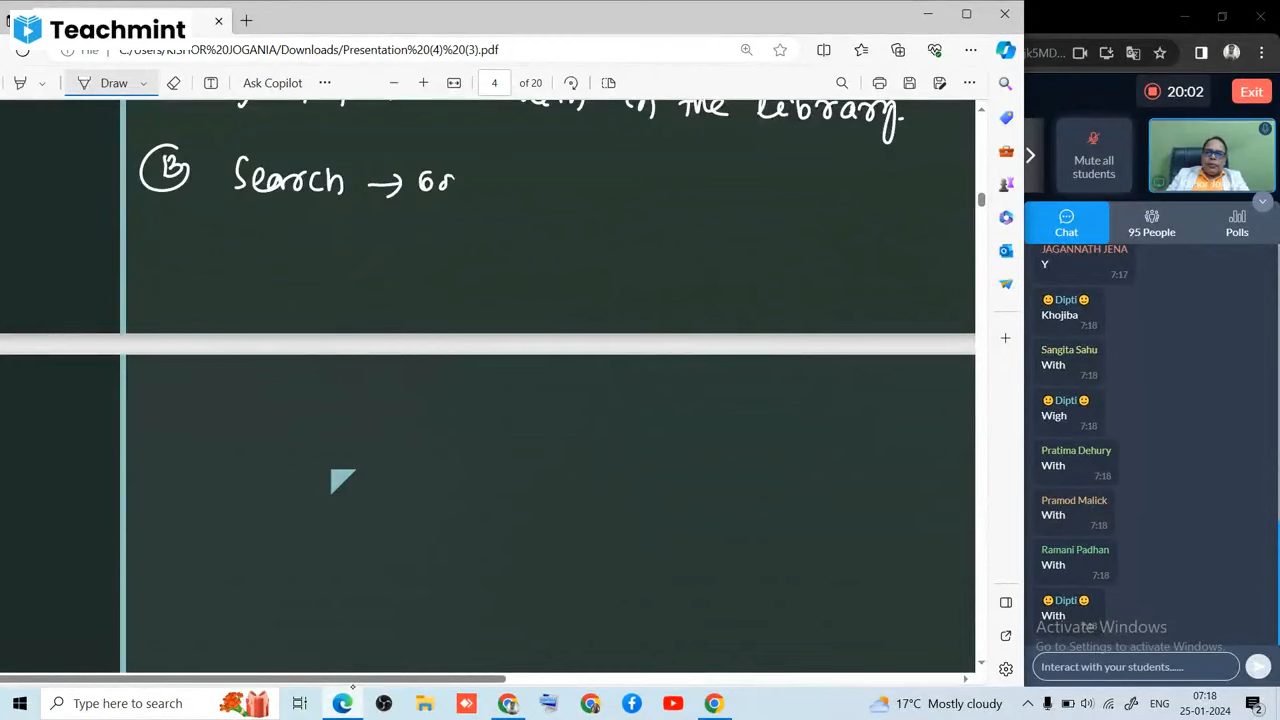 Teachmint
File
C:/Users/KISHOR%20JOGANIA/Downloads/Presentation%20(4)%20(3).pdf
Draw
Ask Copilot
4 of 20
in the library.
B Search →
20:02
Exit
Mute all students
Chat
95 People
Polls
JAGANNATH JENA
Y
7:17
Dipti
Khojiba
7:18
Sangita Sahu
With
7:18
Dipti
Wigh
7:18
Pratima Dehury
With
7:18
Pramod Malick
With
7:18
Ramani Padhan
With
7:18
Dipti
With
7:18
Activate Windows
Go to Settings to activate Windows.
Interact with your students......
Type here to search
17°C Mostly cloudy
07:18
25-01-2024
2